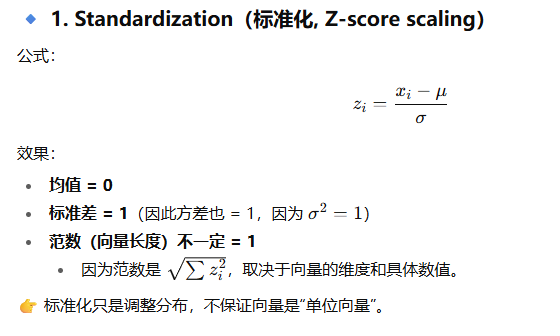 🔹 1. Standardization（标准化, Z-score scaling）
公式：
z_i = \frac{x_i − μ}{σ}
效果：
• 均值 = 0
• 标准差 = 1（因此方差也 = 1，因为 σ² = 1）
• 范数（向量长度）不一定 = 1
• 因为范数是 \sqrt{\sum z_i^2}，取决于向量的维度和具体数值。
👉 标准化只是调整分布，不保证向量是“单位向量”。